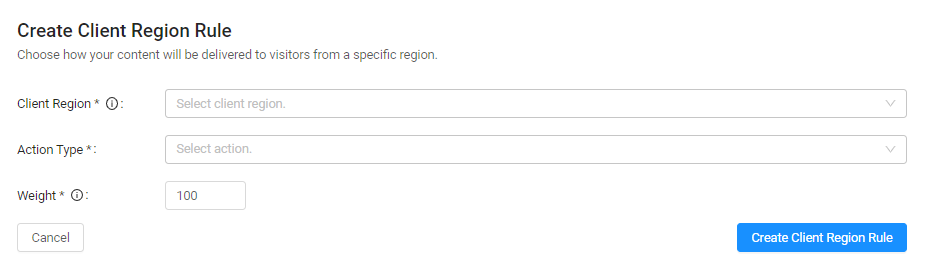 Create Client Region Rule
Choose how your content will be delivered to visitors from a specific region.
Client Region * ⓘ : Select client region.
Action Type * : Select action.
Weight * ⓘ : 100
Cancel Create Client Region Rule